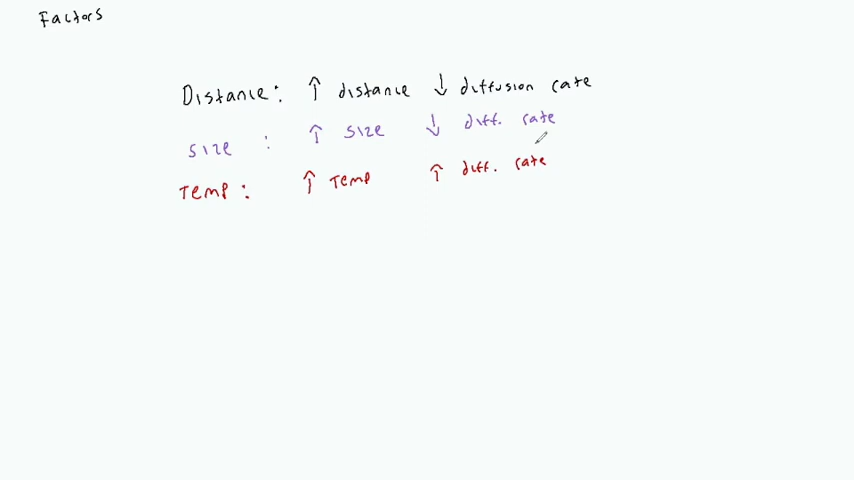 Factors
Distance: ↑ distance ↓ diffusion rate
Size : ↑ size ↓ diff. rate
Temp: ↑ Temp ↑ diff. rate